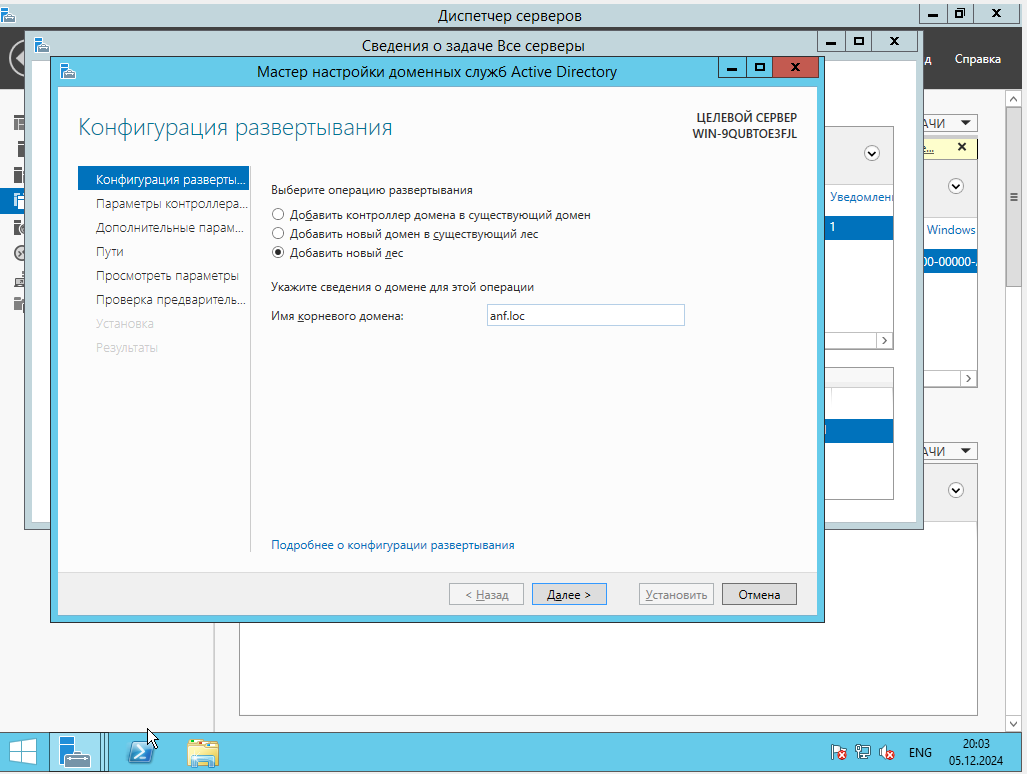 Диспетчер серверов
Сведения о задаче Все серверы
Справка
Мастер настройки доменных служб Active Directory
Конфигурация развертывания
ЦЕЛЕВОЙ СЕРВЕР
WIN-9QUBTOE3FJL
Конфигурация разверты...
Параметры контроллера...
Дополнительные парам...
Пути
Просмотреть параметры
Проверка предваритель...
Установка
Результаты
Выберите операцию развертывания
Добавить контроллер домена в существующий домен
Добавить новый домен в существующий лес
Добавить новый лес
Укажите сведения о домене для этой операции
Имя корневого домена:
anf.loc
Подробнее о конфигурации развертывания
< Назад
Далее >
Установить
Отмена
1
Windows
ENG
20:03
05.12.2024